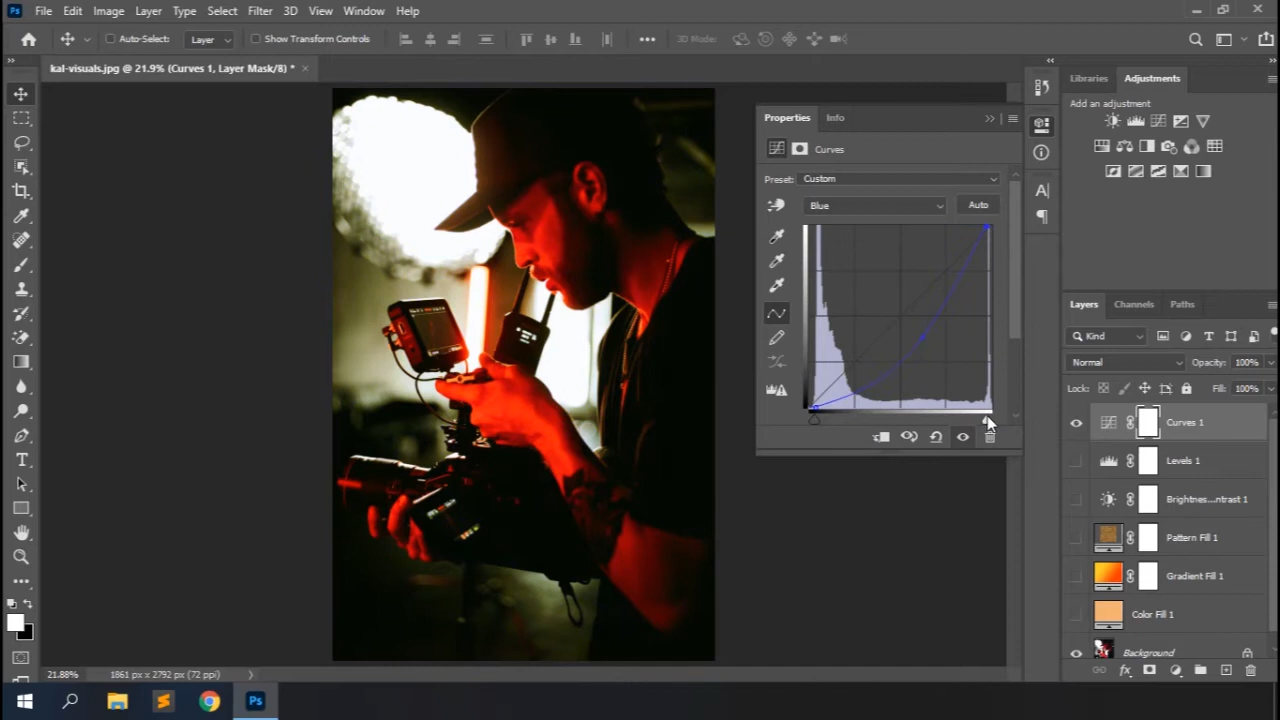 Ps File Edit Image Layer Type Select Filter 3D View Window Help
Auto-Select: Layer Show Transform Controls 3D Mode:
kal-visuals.jpg @ 21.9% (Curves 1, Layer Mask/8) * ×
Properties Info
Curves
Preset: Custom
Blue Auto
Libraries Adjustments
Add an adjustment
Layers Channels Paths
Kind
Normal Opacity: 100%
Lock: Fill: 100%
Curves 1
Levels 1
Brightnes...ntrast 1
Pattern Fill 1
Gradient Fill 1
Color Fill 1
Background
21.88% 1861 px x 2792 px (72 ppi)
Ps